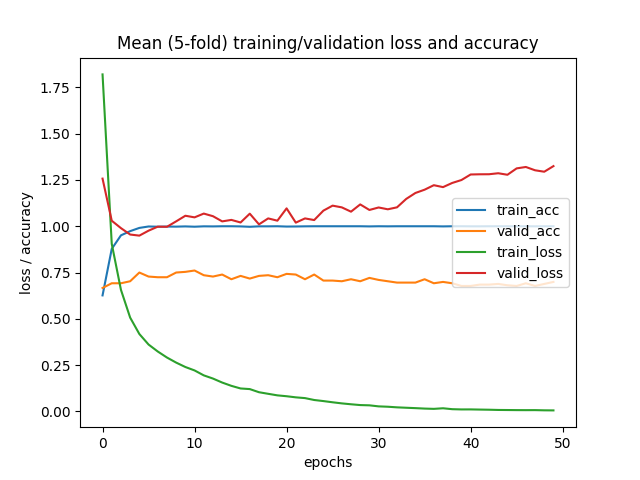 Mean (5-fold) training/validation loss and accuracy
loss / accuracy
1.75
1.50
1.25
1.00
0.75
0.50
0.25
0.00
train_acc
valid_acc
train_loss
valid_loss
0 10 20 30 40 50
epochs